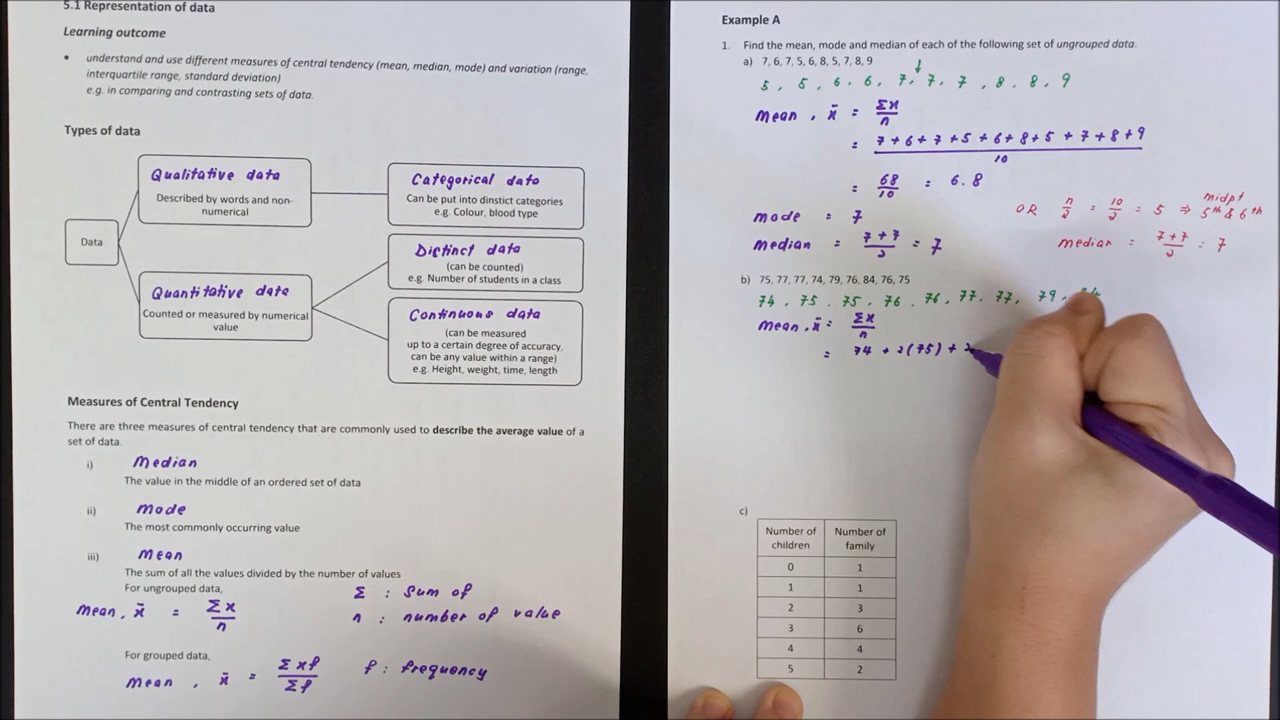 5.1 Representation of data
Learning outcome
• understand and use different measures of central tendency (mean, median, mode) and variation (range,
interquartile range, standard deviation)
e.g. in comparing and contrasting sets of data.
Types of data
Data
Qualitative data
Described by words and non-
numerical
Quantitative data
Counted or measured by numerical
value
Categorical data
Can be put into dinstict categories
e.g. Colour, blood type
Distinct data
(can be counted)
e.g. Number of students in a class
Continuous data
(can be measured
up to a certain degree of accuracy,
can be any value within a range)
e.g. Height, weight, time, length
Measures of Central Tendency
There are three measures of central tendency that are commonly used to describe the average value of a
set of data.
i) Median
The value in the middle of an ordered set of data
ii) mode
The most commonly occurring value
iii) Mean
The sum of all the values divided by the number of values
For ungrouped data,
Mean, x̄ = Σx/n
Σ : Sum of
n : number of value
For grouped data,
Mean, x̄ = Σxf/Σf
f : frequency
Example A
1. Find the mean, mode and median of each of the following set of ungrouped data.
a) 7, 6, 7, 5, 6, 8, 5, 7, 8, 9
5, 5, 6, 6, 7, 7, 7, 8, 8, 9
Mean, x̄ = Σx/n
= 7+6+7+5+6+8+5+7+8+9/10
= 68/10 = 6.8
mode = 7
median = 7+7/2 = 7
OR n/2 = 10/2 = 5 ⇒ midpt 5th & 6th
median = 7+7/2 = 7
b) 75, 77, 77, 74, 79, 76, 84, 76, 75
74, 75, 75, 76, 76, 77, 77, 79,
Mean, x̄ = Σx/n
= 74 + 2(75) +
c)
Number of children Number of family
0 1
1 1
2 3
3 6
4 4
5 2